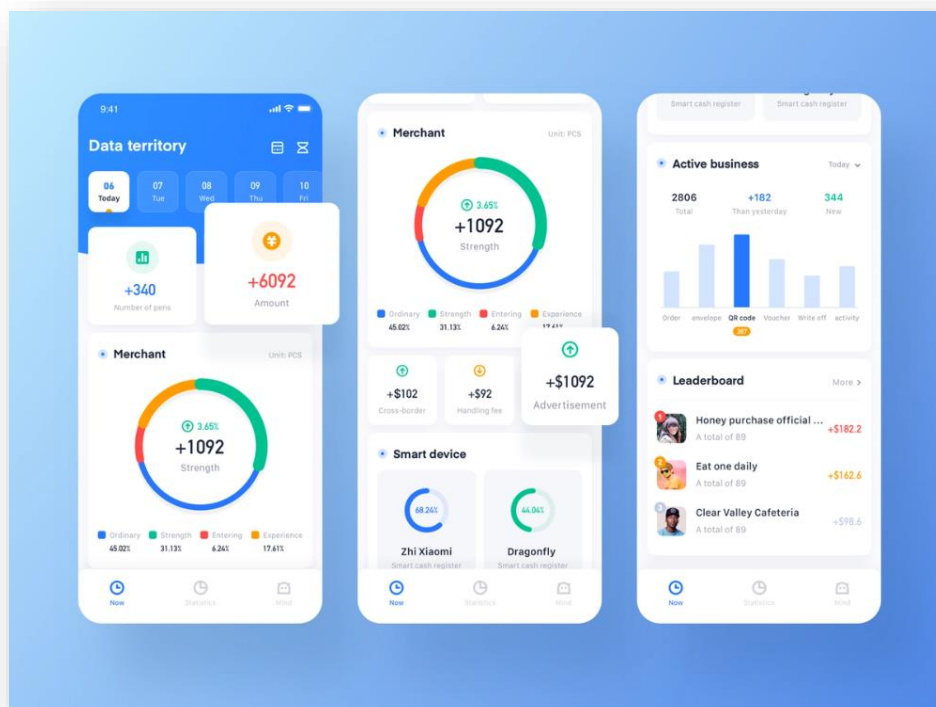 9:41
Data territory
06 07 08 09 10
Today Tue Wed Thu Fri
+340
Number of pens
¥
+6092
Amount
Merchant Unit: PCS
3.65%
+1092
Strength
Ordinary Strength Entering Experience
45.02% 31.13% 6.24% 17.61%
Now Statistics Mind
Merchant Unit: PCS
3.65%
+1092
Strength
Ordinary Strength Entering Experience
45.02% 31.13% 6.24% 17.61%
+$102
Cross-border
+$92
Handling fee
+$1092
Advertisement
Smart device
68.24% 44.04%
Zhi Xiaomi Dragonfly
Smart cash register Smart cash register
Now Statistics Mind
Smart cash register Smart cash register
Active business Today
2806 +182 344
Total Than yesterday New
Order envelope QR code Voucher Write off activity
Leaderboard More >
1
Honey purchase official ... +$182.2
A total of 89
2
Eat one daily +$162.6
A total of 89
3
Clear Valley Cafeteria +$98.6
A total of 89
Now Statistics Mind